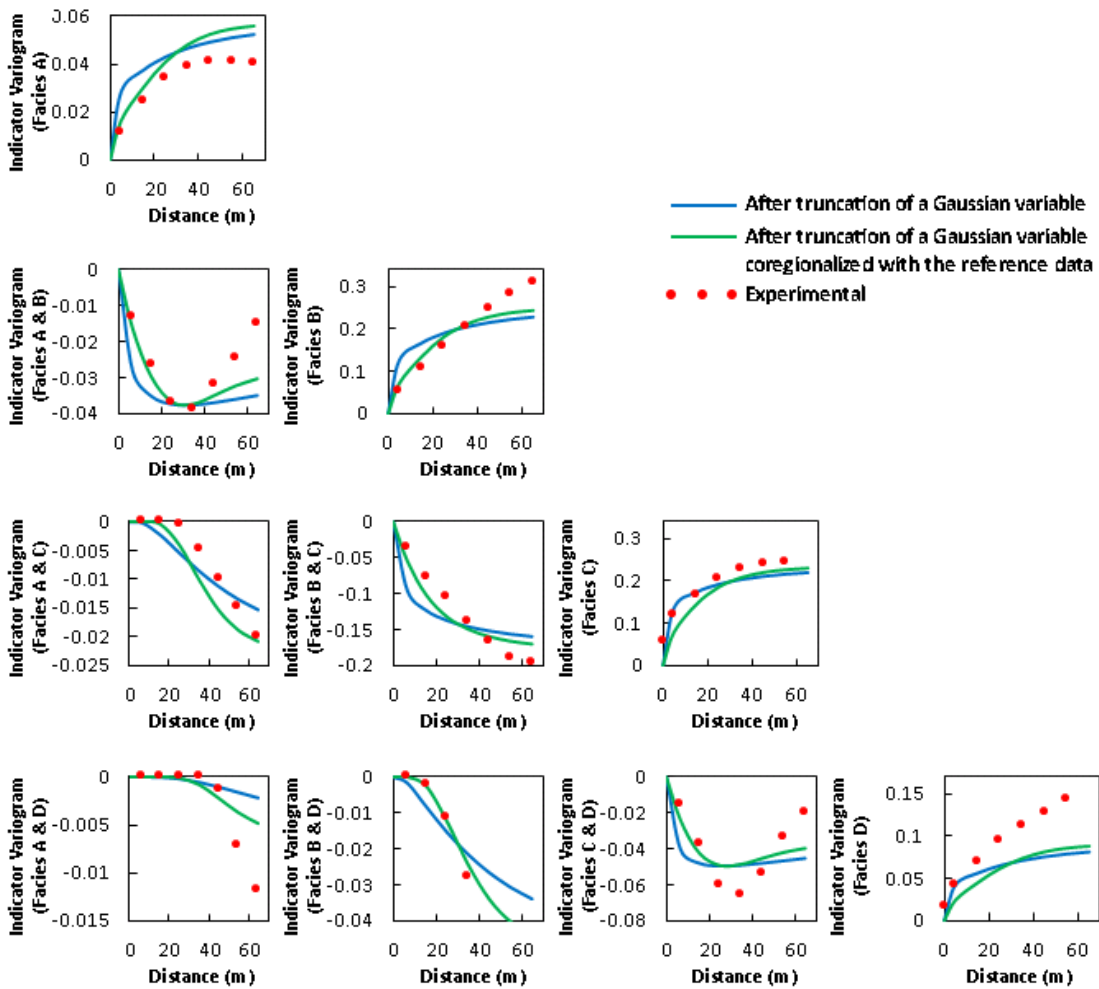 Indicator Variogram
(Facies A)
0.06
0.04
0.02
0
0 20 40 60
Distance (m)
After truncation of a Gaussian variable
After truncation of a Gaussian variable
coregionalized with the reference data
Experimental
Indicator Variogram
(Facies A & B)
0
-0.01
-0.02
-0.03
-0.04
0 20 40 60
Distance (m)
Indicator Variogram
(Facies B)
0.3
0.2
0.1
0
0 20 40 60
Distance (m)
Indicator Variogram
(Facies A & C)
0
-0.005
-0.01
-0.015
-0.02
-0.025
0 20 40 60
Distance (m)
Indicator Variogram
(Facies B & C)
0
-0.05
-0.1
-0.15
-0.2
0 20 40 60
Distance (m)
Indicator Variogram
(Facies C)
0.3
0.2
0.1
0
0 20 40 60
Distance (m)
Indicator Variogram
(Facies A & D)
0
-0.005
-0.01
-0.015
0 20 40 60
Distance (m)
Indicator Variogram
(Facies B & D)
0
-0.01
-0.02
-0.03
-0.04
0 20 40 60
Distance (m)
Indicator Variogram
(Facies C & D)
0
-0.02
-0.04
-0.06
-0.08
0 20 40 60
Distance (m)
Indicator Variogram
(Facies D)
0.15
0.1
0.05
0
0 20 40 60
Distance (m)